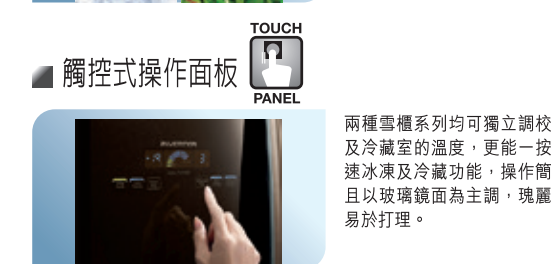 TOUCH
觸控式操作面板
PANEL
兩種雪櫃系列均可獨立調校
及冷藏室的溫度，更能一按
速冰凍及冷藏功能，操作簡
且以玻璃鏡面為主調，瑰麗
易於打理。